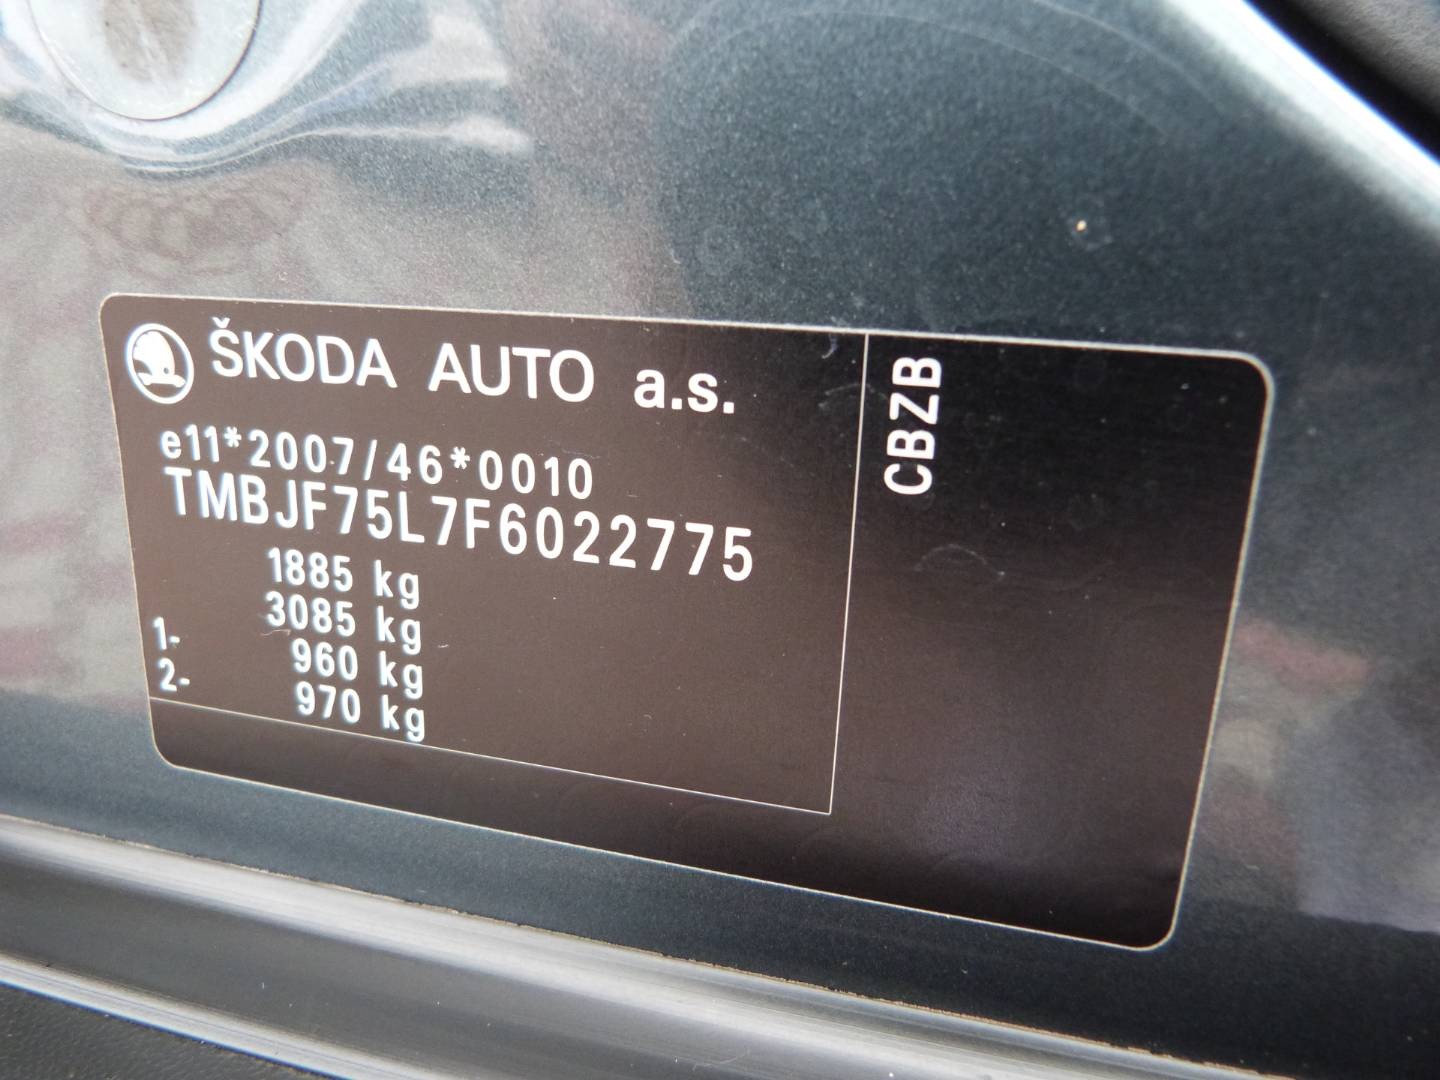 ŠKODA AUTO a.s.
e11*2007/46*0010
TMBJF75L7F6022775
1885 kg
3085 kg
1- 960 kg
2- 970 kg
CBZB